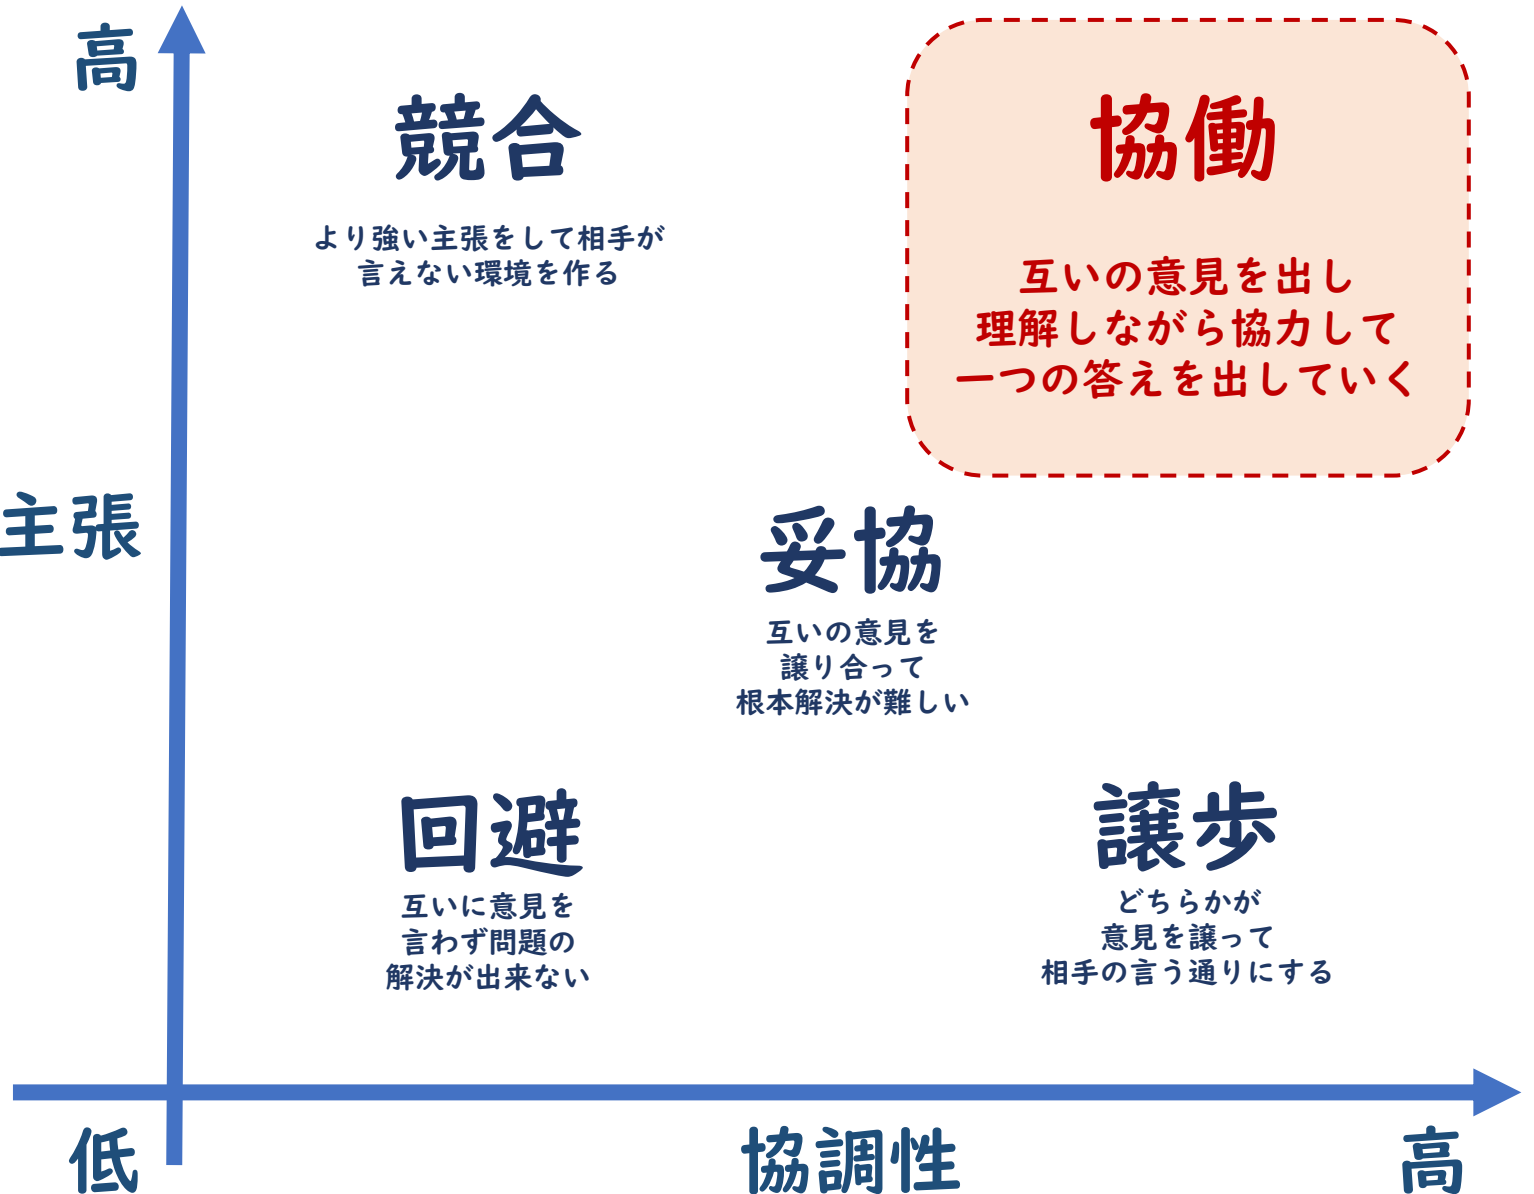 高
競合
より強い主張をして相手が
言えない環境を作る
協働
互いの意見を出し
理解しながら協力して
一つの答えを出していく
主張
妥協
互いの意見を
譲り合って
根本解決が難しい
回避
互いに意見を
言わず問題の
解決が出来ない
譲歩
どちらかが
意見を譲って
相手の言う通りにする
低
協調性
高